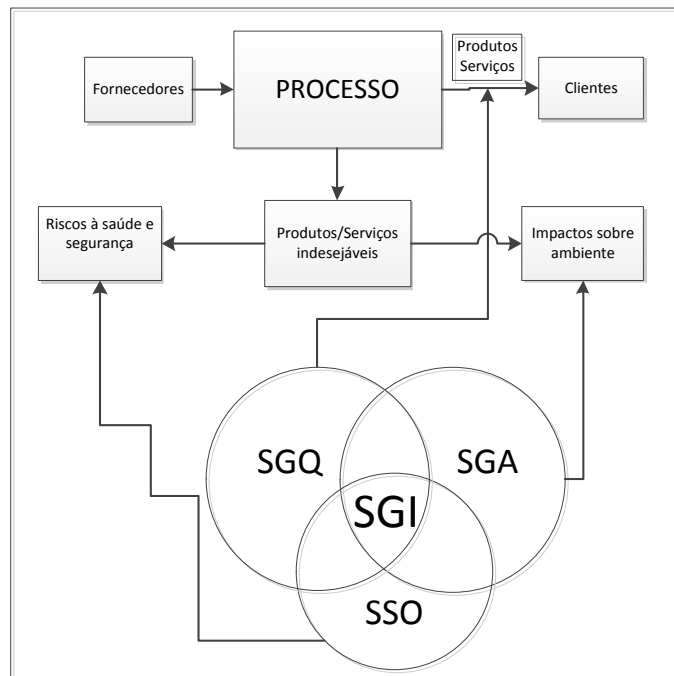 Produtos
Serviços
Fornecedores
PROCESSO
Clientes
Riscos à saúde e
segurança
Produtos/Serviços
indesejáveis
Impactos sobre
ambiente
SGQ
SGA
SGI
SSO